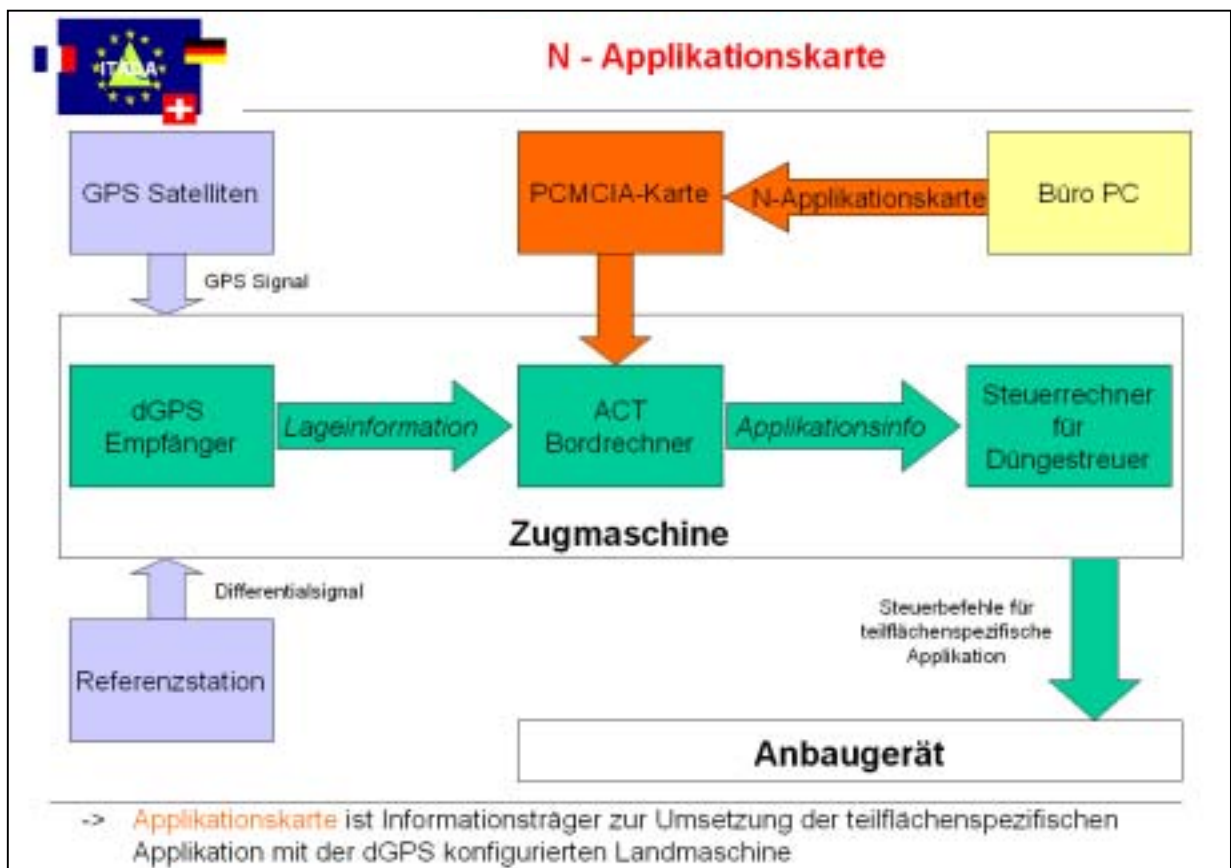 ITADA
N - Applikationskarte
GPS Satelliten
PCMCIA-Karte
N-Applikationskarte
Büro PC
GPS Signal
dGPS
Empfänger
Lageinformation
ACT
Bordrechner
Applikationsinfo
Steuerrechner
für
Düngestreuer
Zugmaschine
Differentialsignal
Referenzstation
Steuerbefehle für
teilflächenspezifische
Applikation
Anbaugerät
-> Applikationskarte ist Informationsträger zur Umsetzung der teilflächenspezifischen
Applikation mit der dGPS konfigurierten Landmaschine